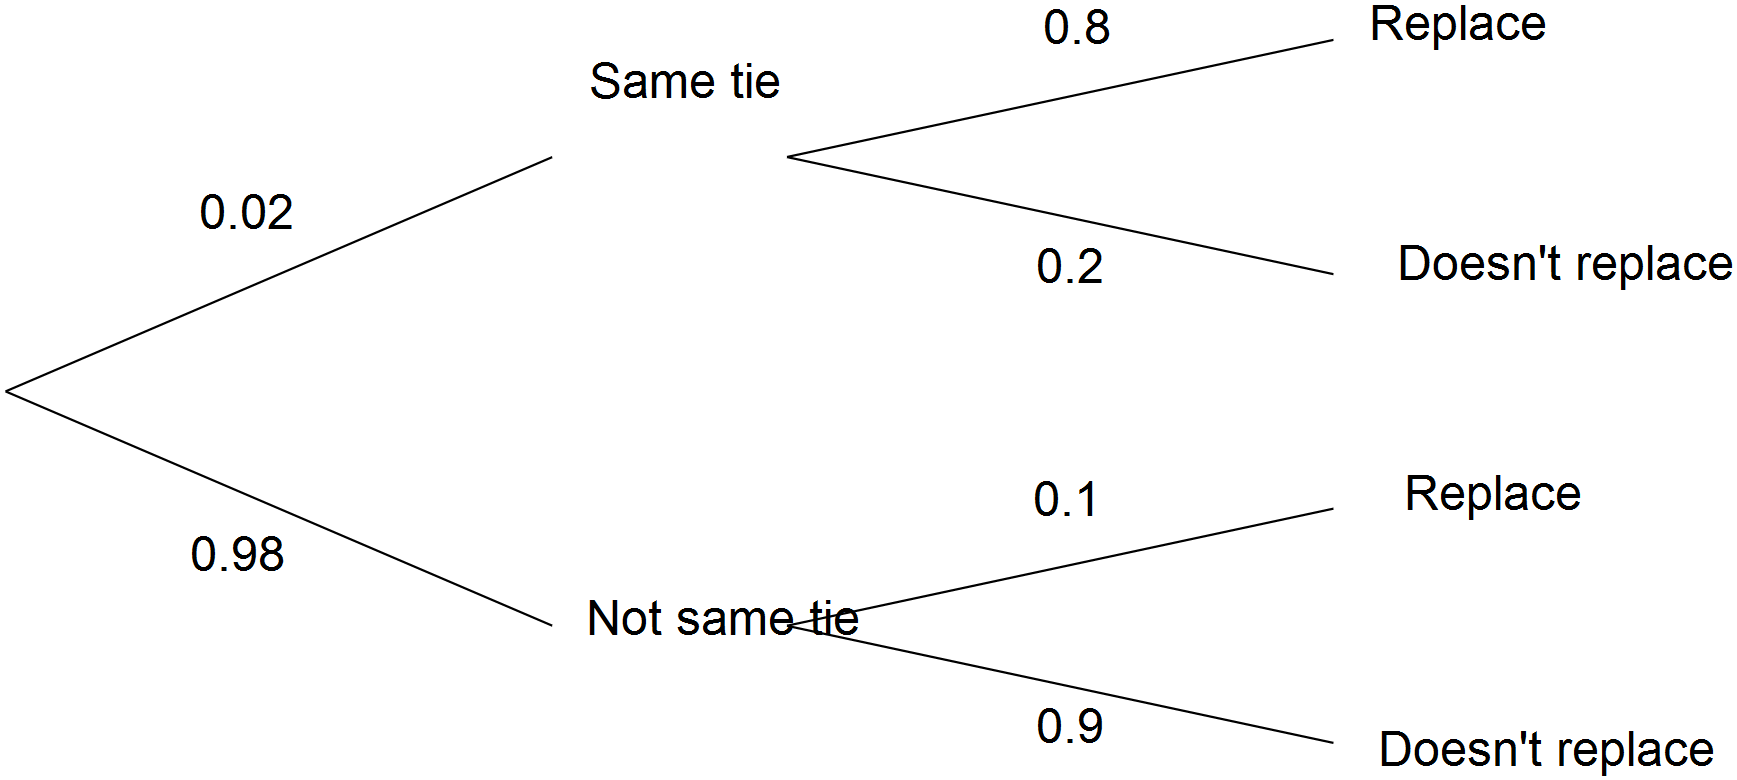 0.8
Replace
Same tie
0.02
0.2
Doesn't replace
0.1
Replace
0.98
Not same tie
0.9
Doesn't replace